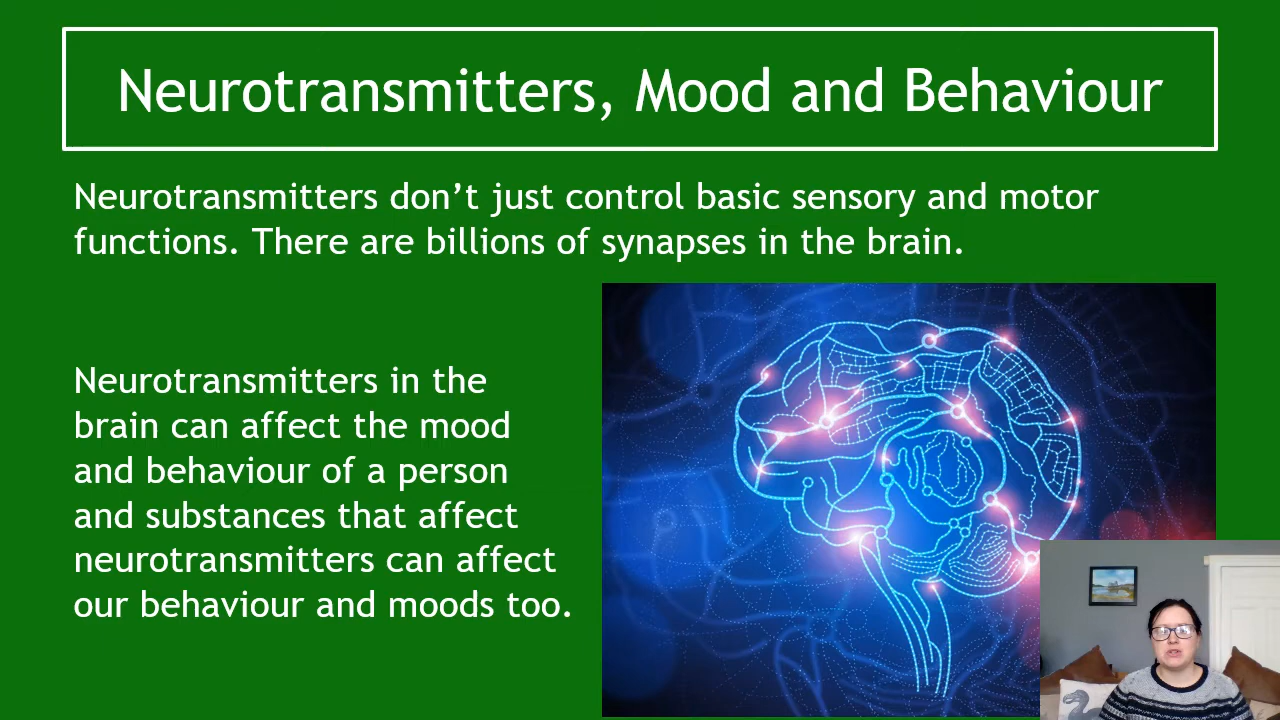 Neurotransmitters, Mood and Behaviour
Neurotransmitters don’t just control basic sensory and motor
functions. There are billions of synapses in the brain.
Neurotransmitters in the
brain can affect the mood
and behaviour of a person
and substances that affect
neurotransmitters can affect
our behaviour and moods too.